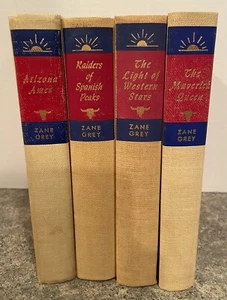 Arizona
Ames
ZANE
GREY
Raiders
of
Spanish
Peaks
ZANE
GREY
The
Light of
Western
Stars
ZANE
GREY
The
Maverick
Queen
ZANE
GREY